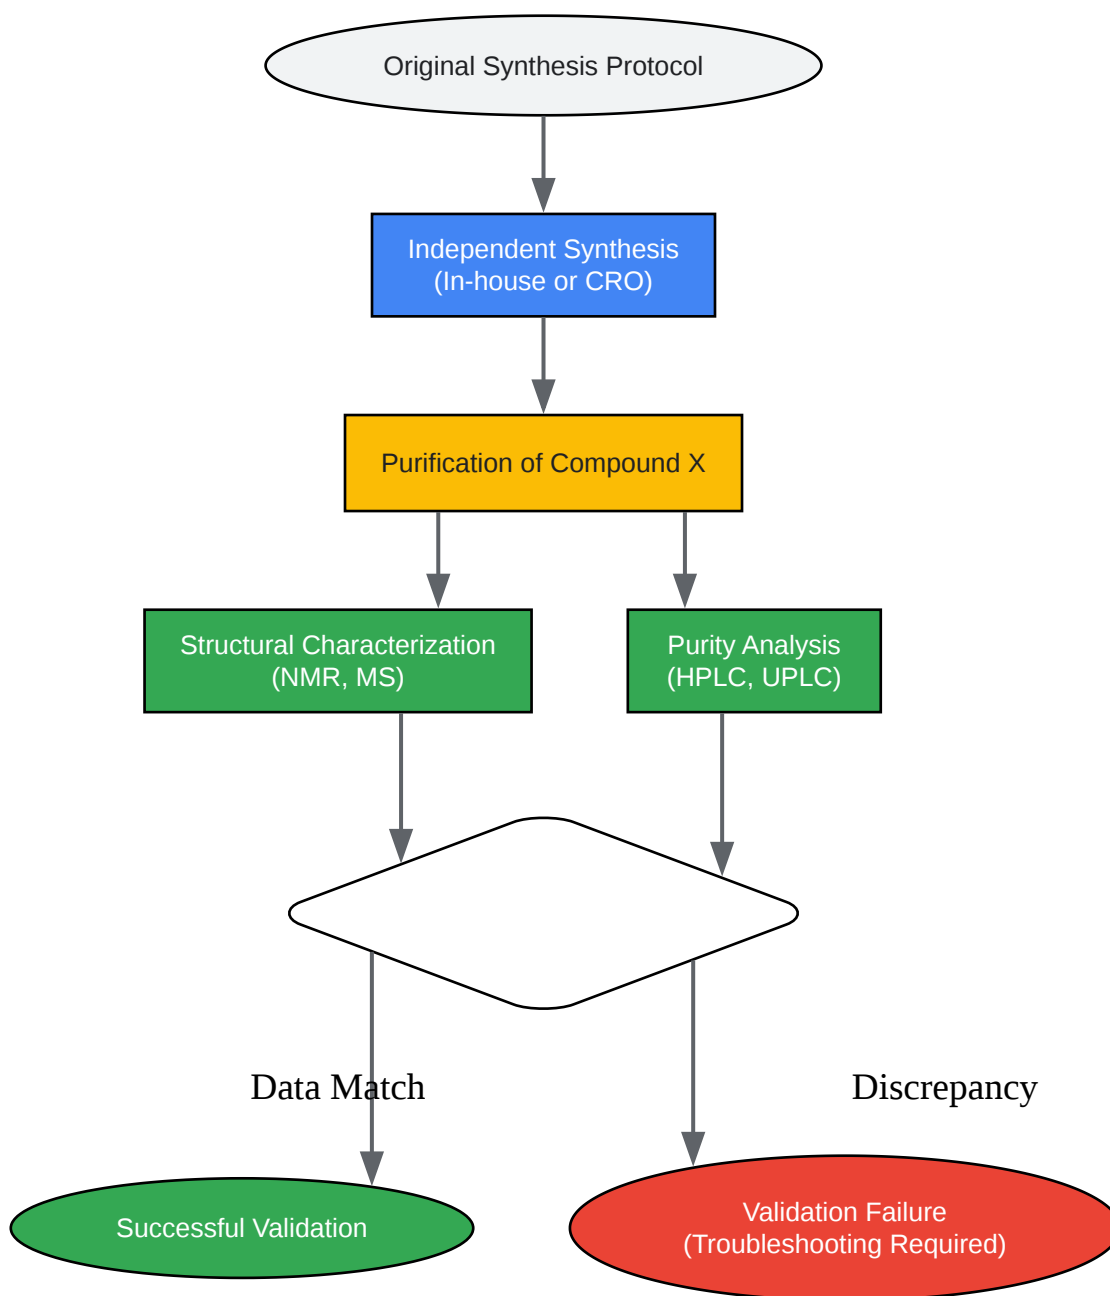 Original Synthesis Protocol
Independent Synthesis
(In-house or CRO)
Purification of Compound X
Structural Characterization
(NMR, MS)
Purity Analysis
(HPLC, UPLC)
Data Match
Discrepancy
Successful Validation
Validation Failure
(Troubleshooting Required)